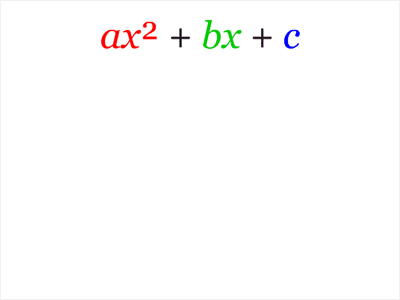 ax² + bx + c